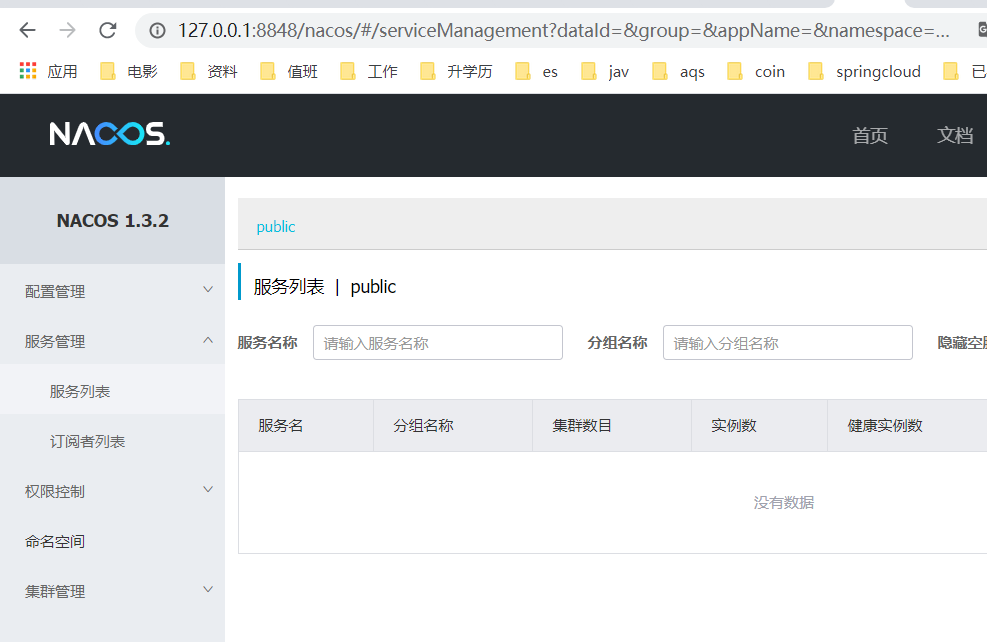 127.0.0.1:8848/nacos/#/serviceManagement?dataId=&group=&appName=&namespace=...
应用 电影 资料 值班 工作 升学历 es jav aqs coin springcloud 已
NACOS. 首页 文档
NACOS 1.3.2
public
配置管理
服务列表 | public
服务管理
服务名称 请输入服务名称 分组名称 请输入分组名称 隐藏空
服务列表
订阅者列表
服务名 分组名称 集群数目 实例数 健康实例数
权限控制
没有数据
命名空间
集群管理